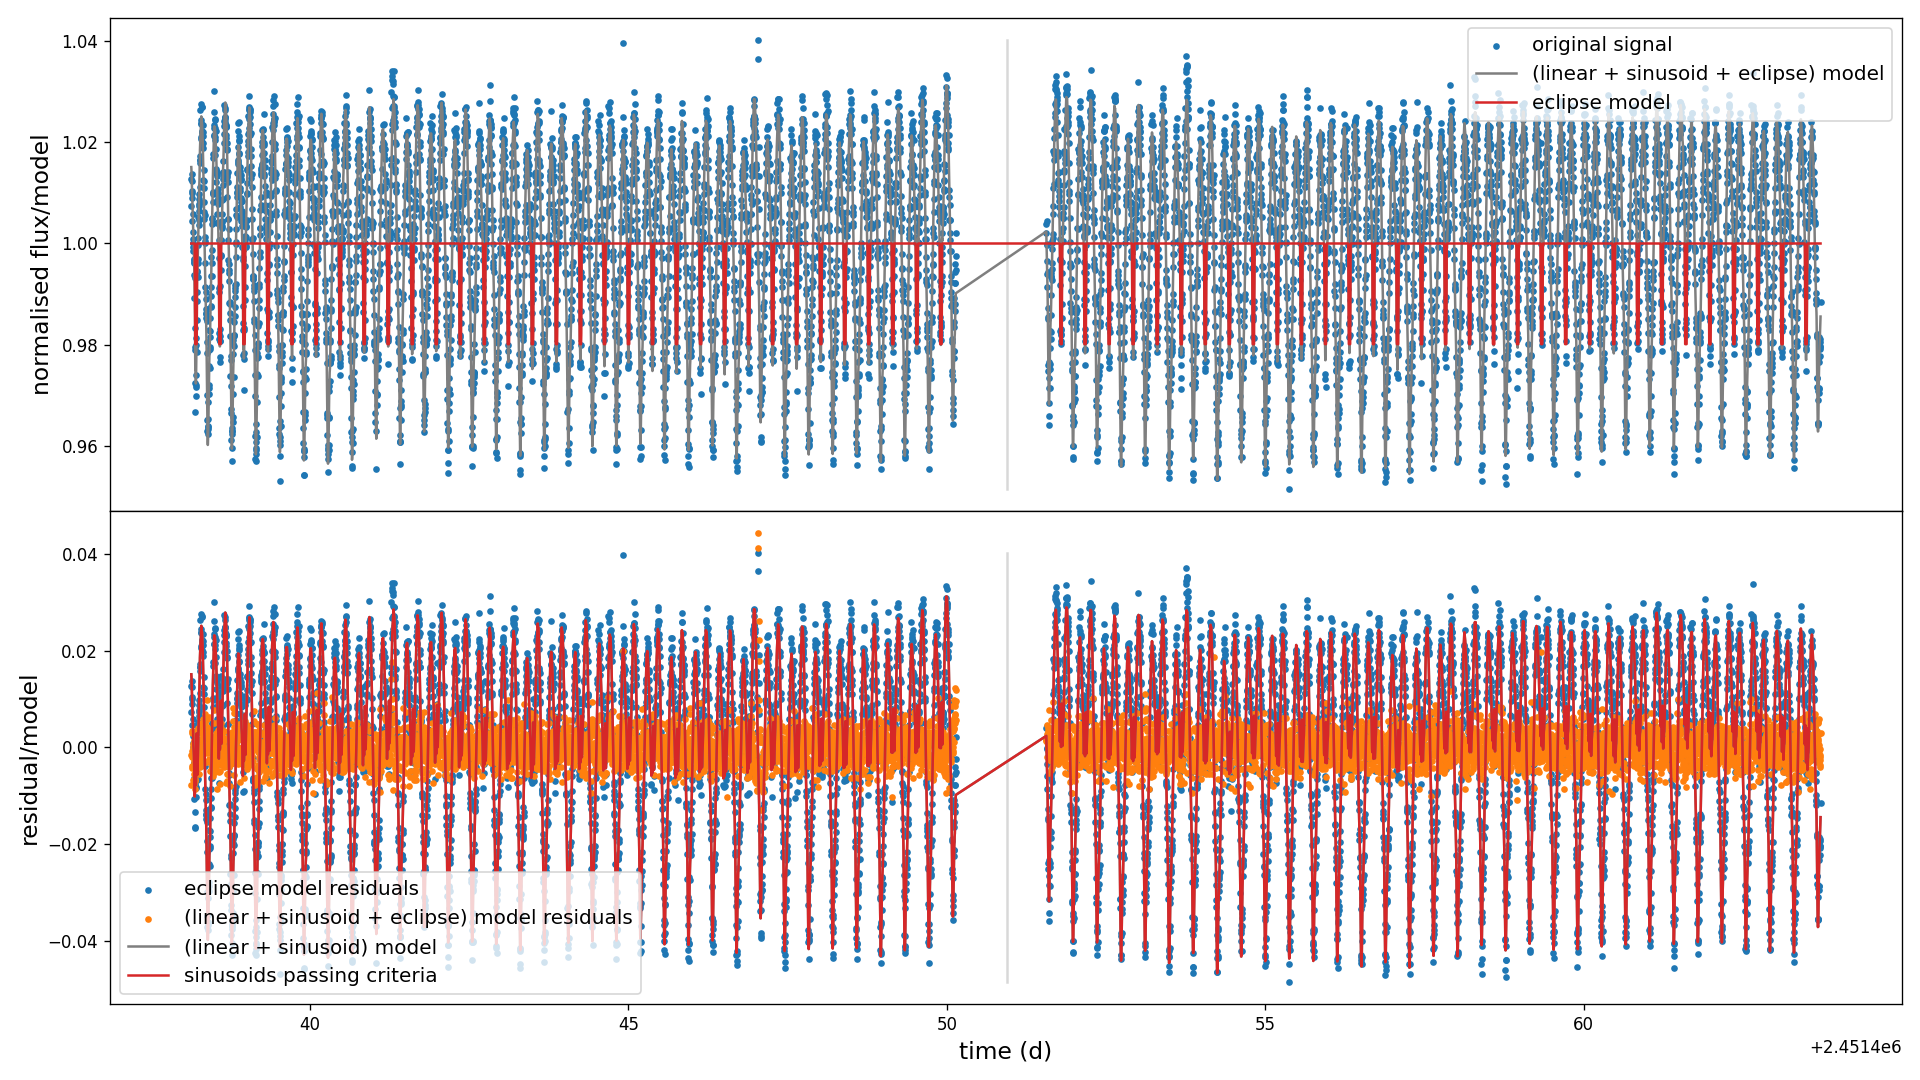 original signal
(linear + sinusoid + eclipse) model
eclipse model
normalised flux/model
1.04
1.02
1.00
0.98
0.96
residual/model
0.04
0.02
0.00
−0.02
−0.04
eclipse model residuals
(linear + sinusoid + eclipse) model residuals
(linear + sinusoid) model
sinusoids passing criteria
40
45
50
55
60
time (d)
+2.4514e6